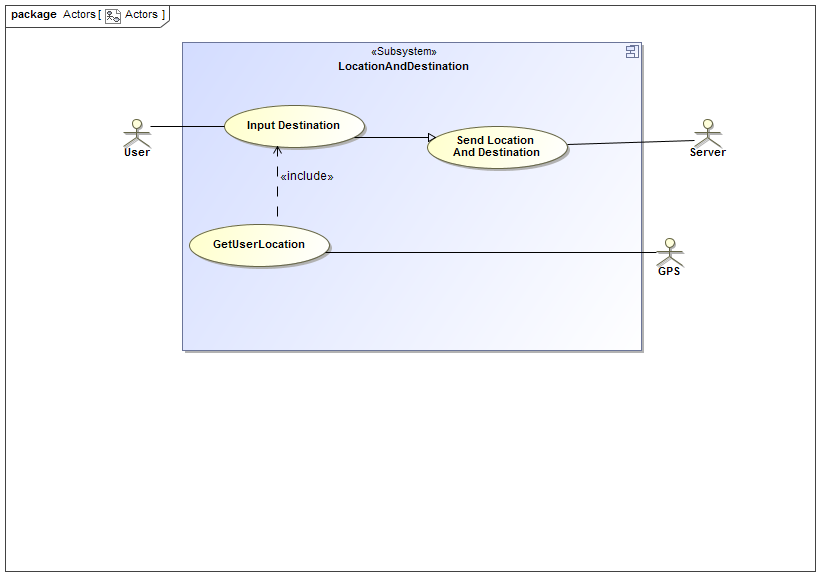 package Actors[ Actors ]
«Subsystem»
LocationAndDestination
Input Destination
Send Location
And Destination
User
Server
«include»
GetUserLocation
GPS